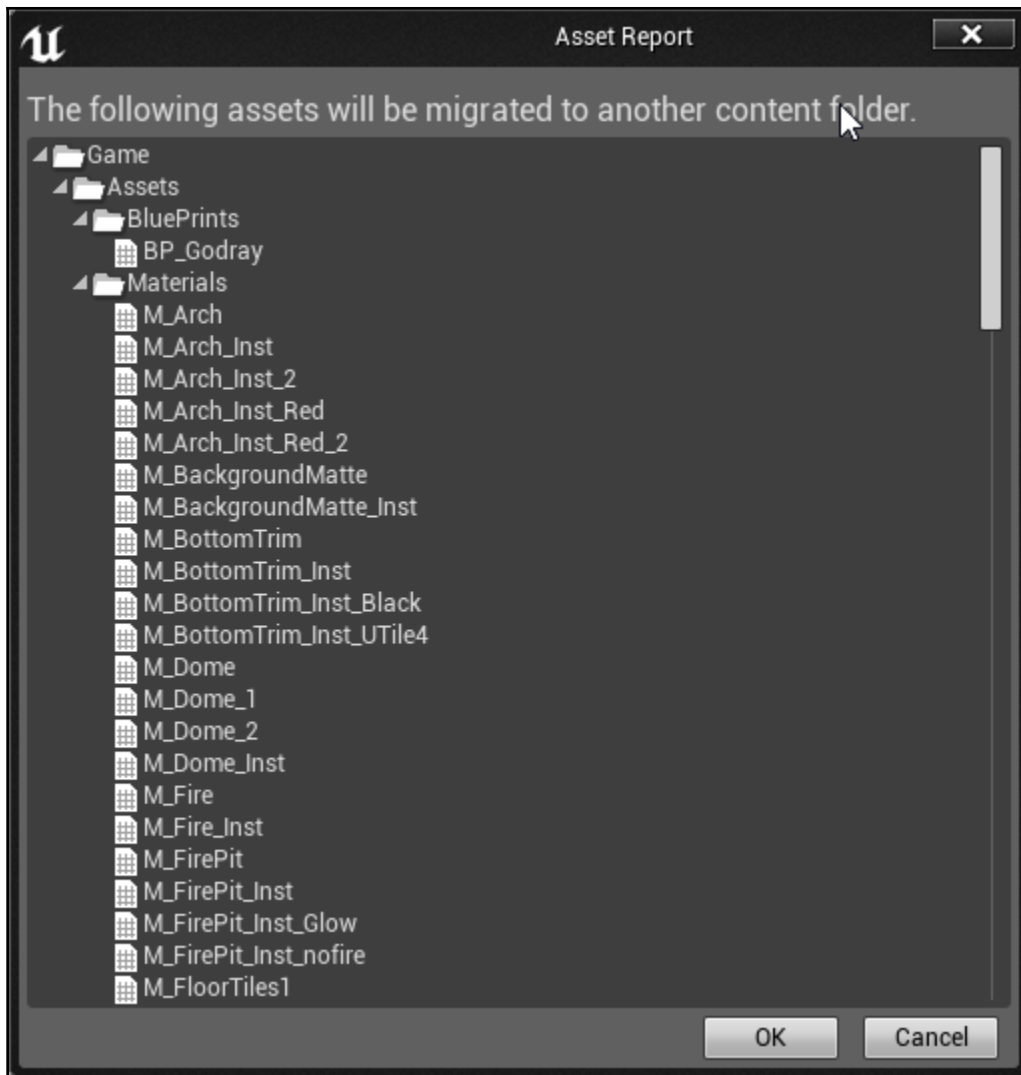 Asset Report
The following assets will be migrated to another content folder.
Game
Assets
BluePrints
BP_Godray
Materials
M_Arch
M_Arch_Inst
M_Arch_Inst_2
M_Arch_Inst_Red
M_Arch_Inst_Red_2
M_BackgroundMatte
M_BackgroundMatte_Inst
M_BottomTrim
M_BottomTrim_Inst
M_BottomTrim_Inst_Black
M_BottomTrim_Inst_UTile4
M_Dome
M_Dome_1
M_Dome_2
M_Dome_Inst
M_Fire
M_Fire_Inst
M_FirePit
M_FirePit_Inst
M_FirePit_Inst_Glow
M_FirePit_Inst_nofire
M_FloorTiles1
OK Cancel